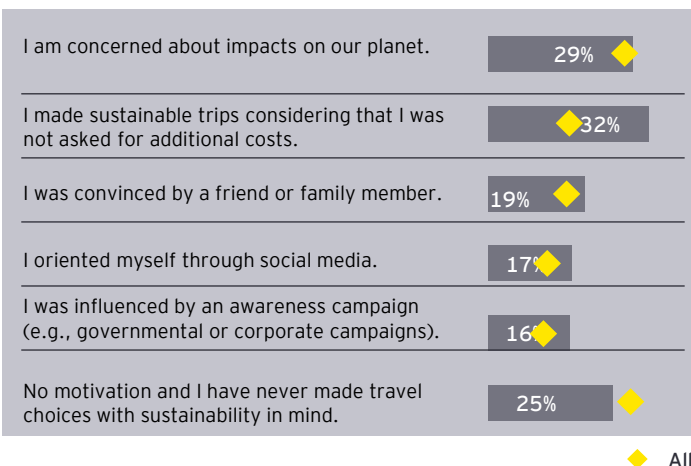 I am concerned about impacts on our planet.
29%
I made sustainable trips considering that I was
not asked for additional costs.
32%
I was convinced by a friend or family member.
19%
I oriented myself through social media.
17%
I was influenced by an awareness campaign
(e.g., governmental or corporate campaigns).
16%
No motivation and I have never made travel
choices with sustainability in mind.
25%
All